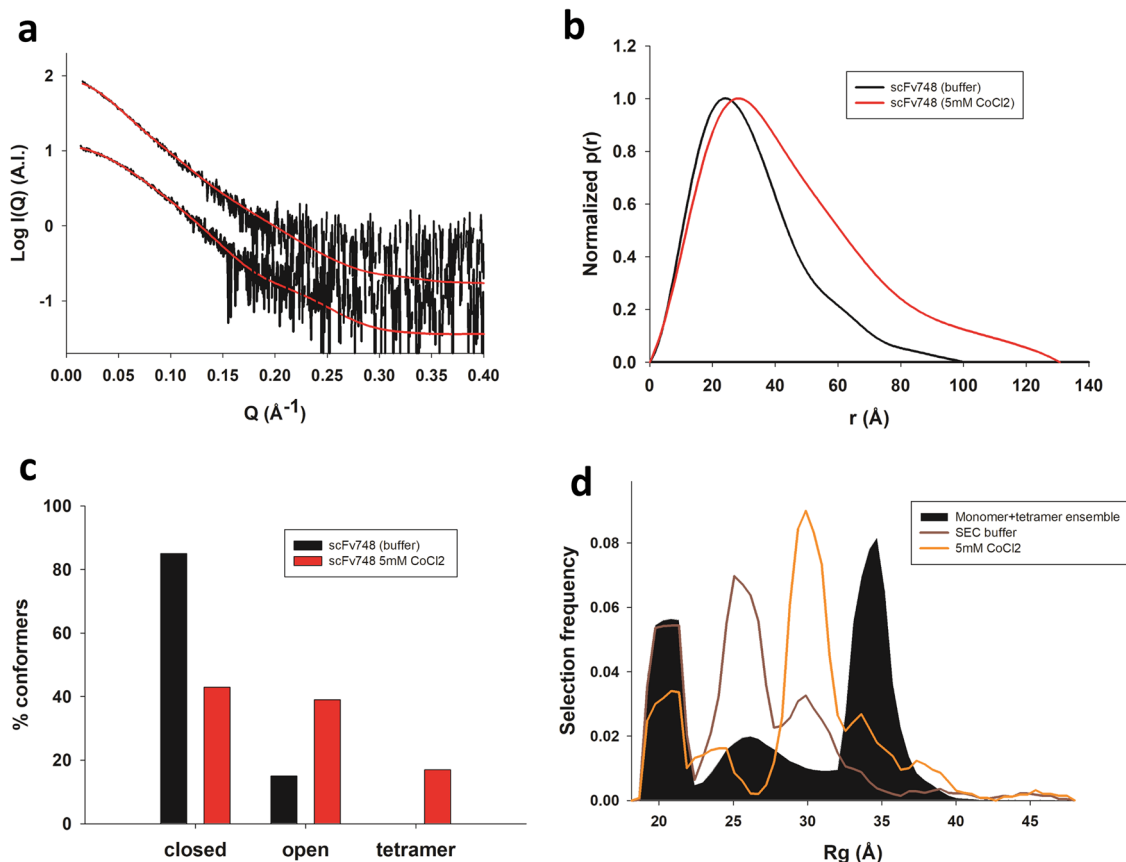 a
Log I(Q) (A.I.)
2
1
0
-1
0.00 0.05 0.10 0.15 0.20 0.25 0.30 0.35 0.40
Q (Å-1)
b
Normalized p(r)
1.2
1.0
0.8
0.6
0.4
0.2
0.0
scFv748 (buffer)
scFv748 (5mM CoCl2)
0 20 40 60 80 100 120 140
r (Å)
c
% conformers
100
80
60
40
20
0
scFv748 (buffer)
scFv748 5mM CoCl2
closed open tetramer
d
Selection frequency
0.08
0.06
0.04
0.02
0.00
Monomer+tetramer ensemble
SEC buffer
5mM CoCl2
20 25 30 35 40 45
Rg (Å)